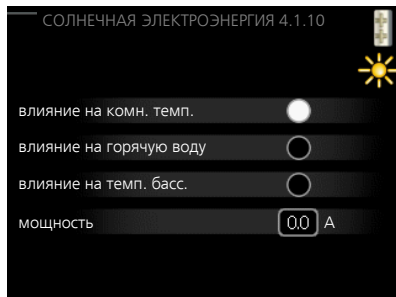 СОЛНЕЧНАЯ ЭЛЕКТРОЭНЕРГИЯ 4.1.10
влияние на комн. темп.
влияние на горячую воду
влияние на темп. басс.
мощность 0.0 A